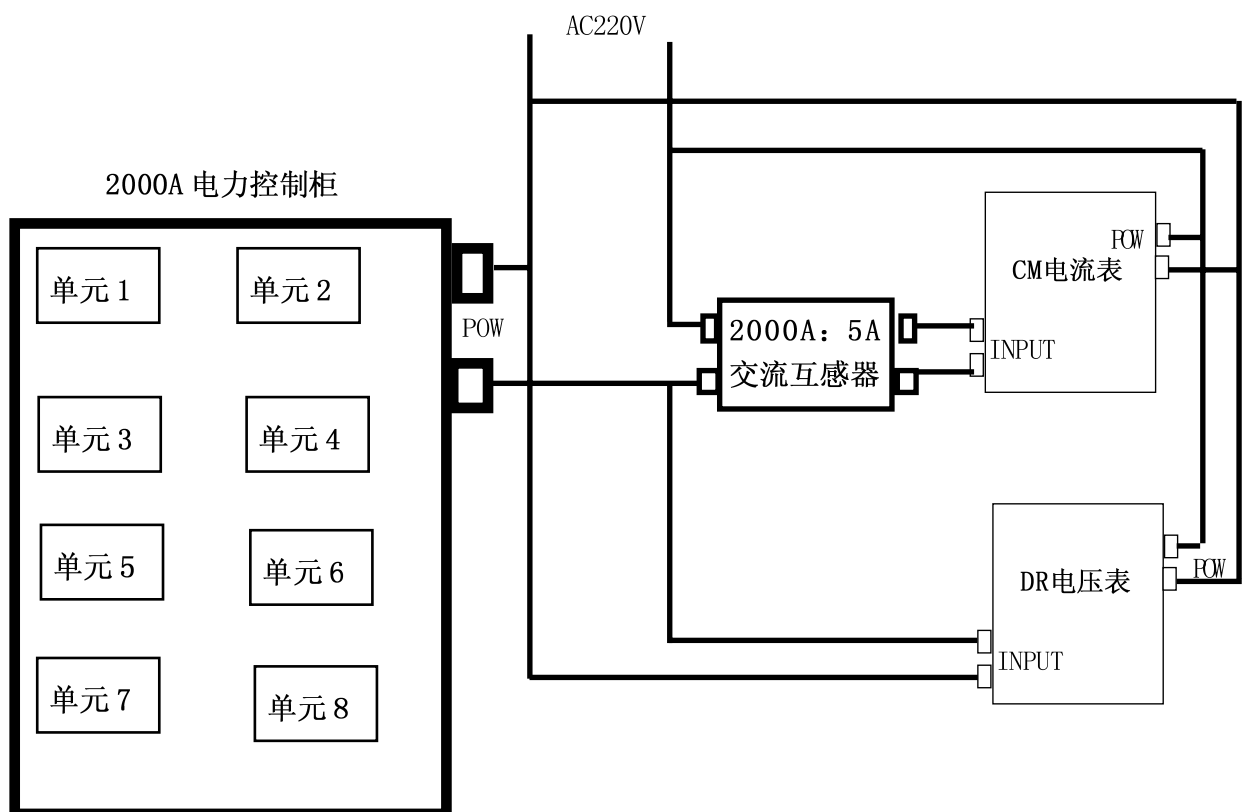 AC220V
2000A 电力控制柜
单元 1
单元 2
POW
单元 3
单元 4
单元 5
单元 6
单元 7
单元 8
2000A：5A
交流互感器
POW
CM电流表
INPUT
DR电压表
POW
INPUT